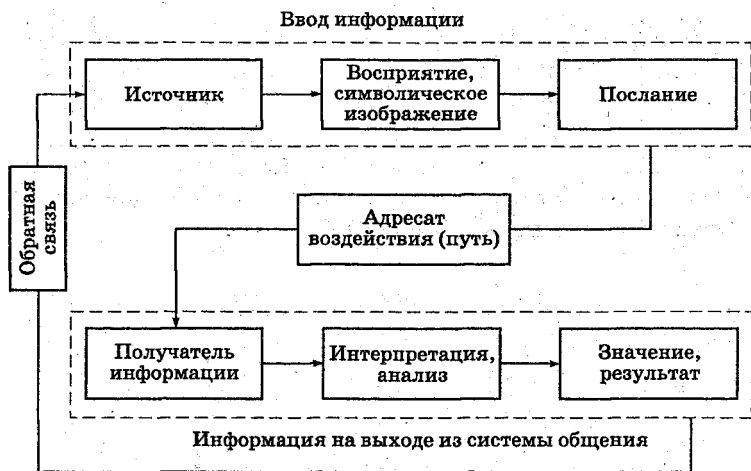 Ввод информации
Источник
Восприятие,
символическое
изображение
Послание
Обратная
связь
Адресат
воздействия (путь)
Получатель
информации
Интерпретация,
анализ
Значение,
результат
Информация на выходе из системы общения